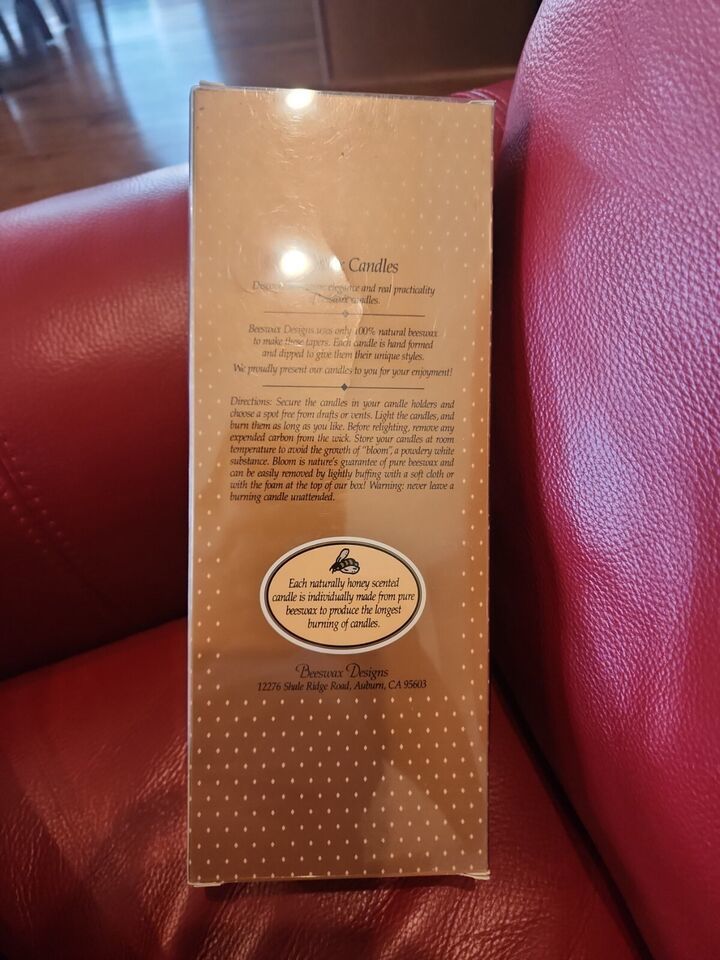 Candles
elegance and real practicality
candles.
Beeswax Designs uses only 100% natural beeswax
to make these tapers. Each candle is hand formed
and dipped to give them their unique styles.
We proudly present our candles to you for your enjoyment!
Directions: Secure the candles in your candle holders and
choose a spot free from drafts or vents. Light the candles, and
burn them as long as you like. Before relighting, remove any
expended carbon from the wick. Store your candles at room
temperature to avoid the growth of "bloom", a powdery white
substance. Bloom is nature's guarantee of pure beeswax and
can be easily removed by lightly buffing with a soft cloth or
with the foam at the top of our box! Warning: never leave a
burning candle unattended.
Each naturally honey scented
candle is individually made from pure
beeswax to produce the longest
burning of candles.
Beeswax Designs
12276 Shale Ridge Road, Auburn, CA 95603